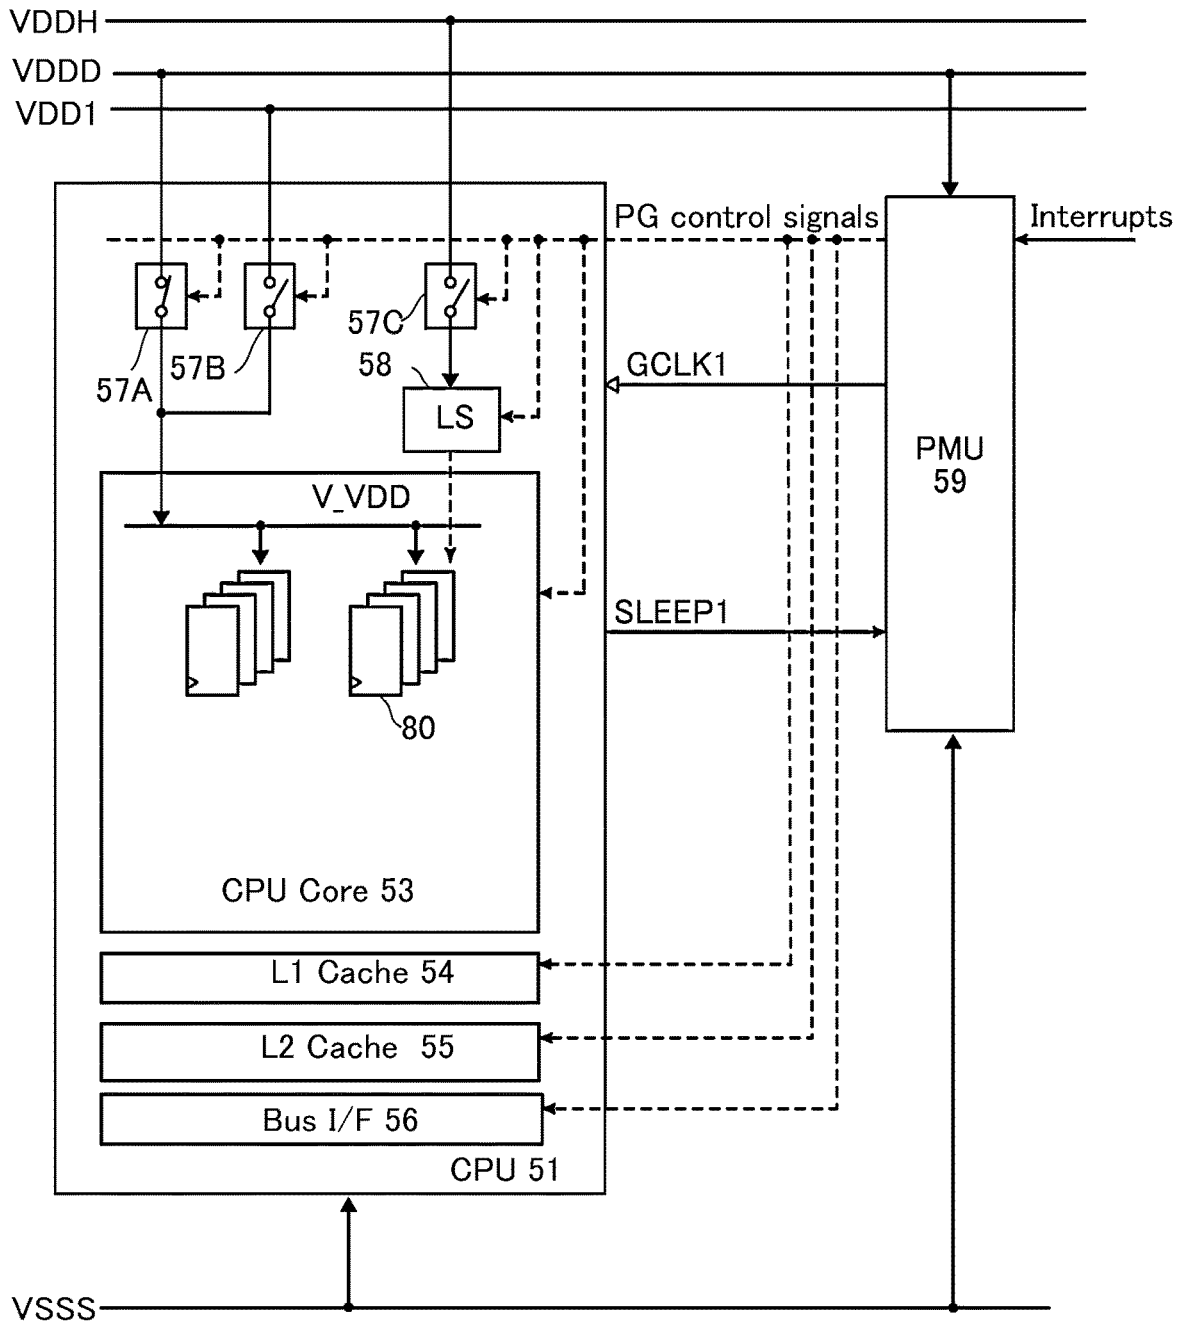 VDDH
VDDD
VDD1
PG control signals
Interrupts
57A
57B
57C
58
LS
GCLK1
PMU
59
V_VDD
SLEEP1
80
CPU Core 53
L1 Cache 54
L2 Cache 55
Bus I/F 56
CPU 51
VSSS